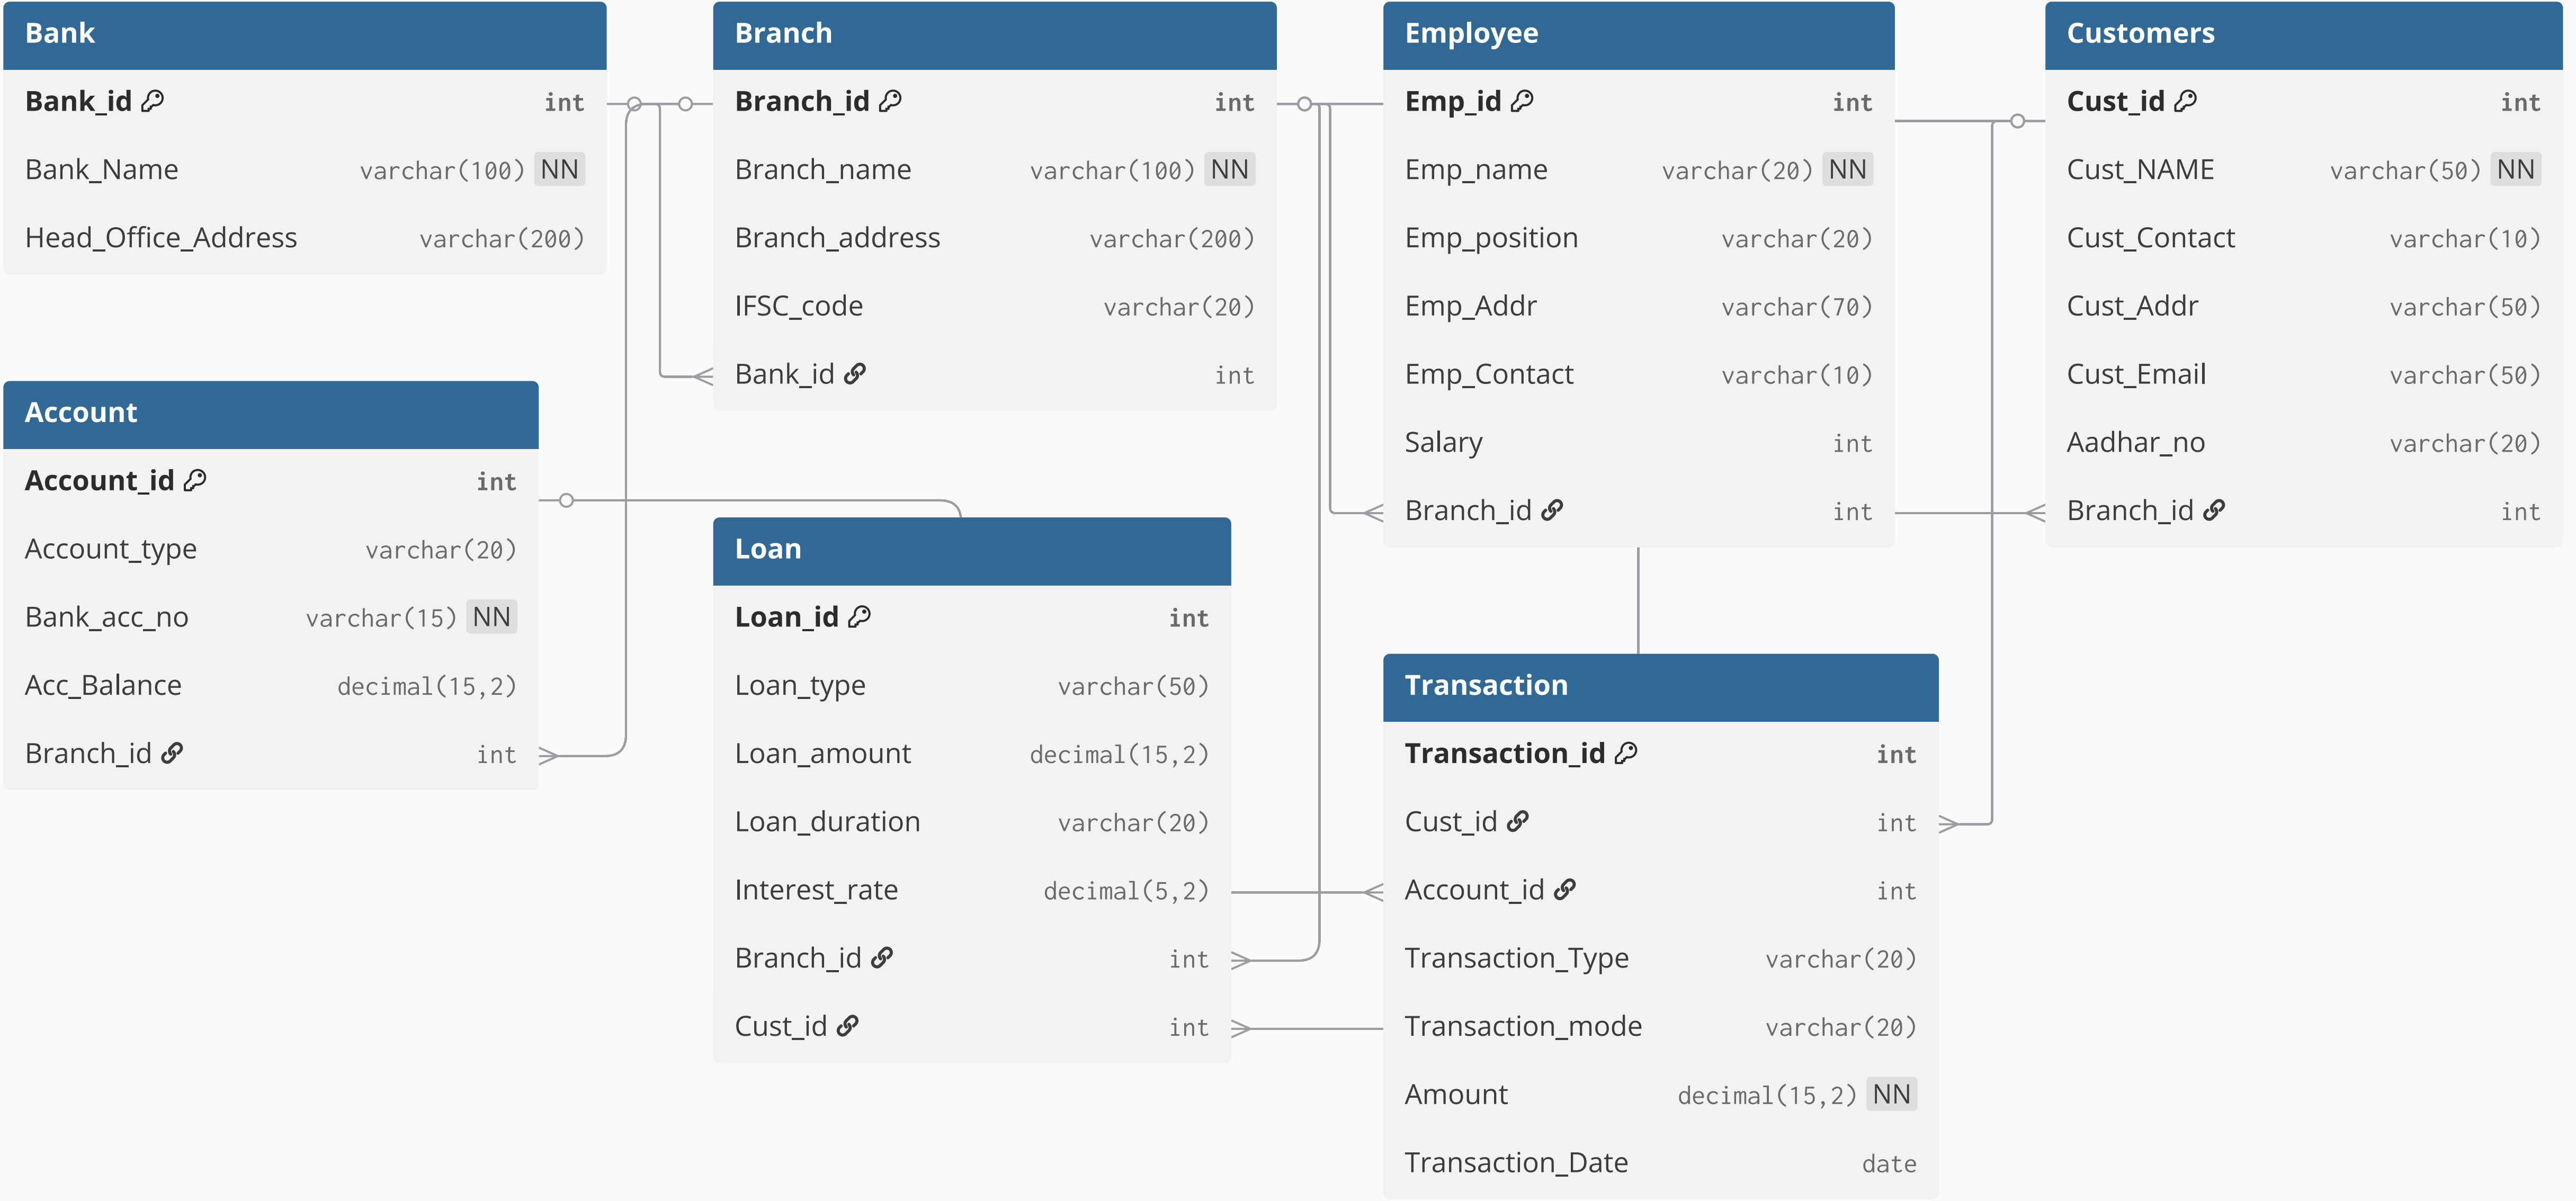 Bank
Bank_id int
Bank_Name varchar(100) NN
Head_Office_Address varchar(200)
Branch
Branch_id int
Branch_name varchar(100) NN
Branch_address varchar(200)
IFSC_code varchar(20)
Bank_id int
Employee
Emp_id int
Emp_name varchar(20) NN
Emp_position varchar(20)
Emp_Addr varchar(70)
Emp_Contact varchar(10)
Salary int
Branch_id int
Customers
Cust_id int
Cust_NAME varchar(50) NN
Cust_Contact varchar(10)
Cust_Addr varchar(50)
Cust_Email varchar(50)
Aadhar_no varchar(20)
Branch_id int
Account
Account_id int
Account_type varchar(20)
Bank_acc_no varchar(15) NN
Acc_Balance decimal(15,2)
Branch_id int
Loan
Loan_id int
Loan_type varchar(50)
Loan_amount decimal(15,2)
Loan_duration varchar(20)
Interest_rate decimal(5,2)
Branch_id int
Cust_id int
Transaction
Transaction_id int
Cust_id int
Account_id int
Transaction_Type varchar(20)
Transaction_mode varchar(20)
Amount decimal(15,2) NN
Transaction_Date date